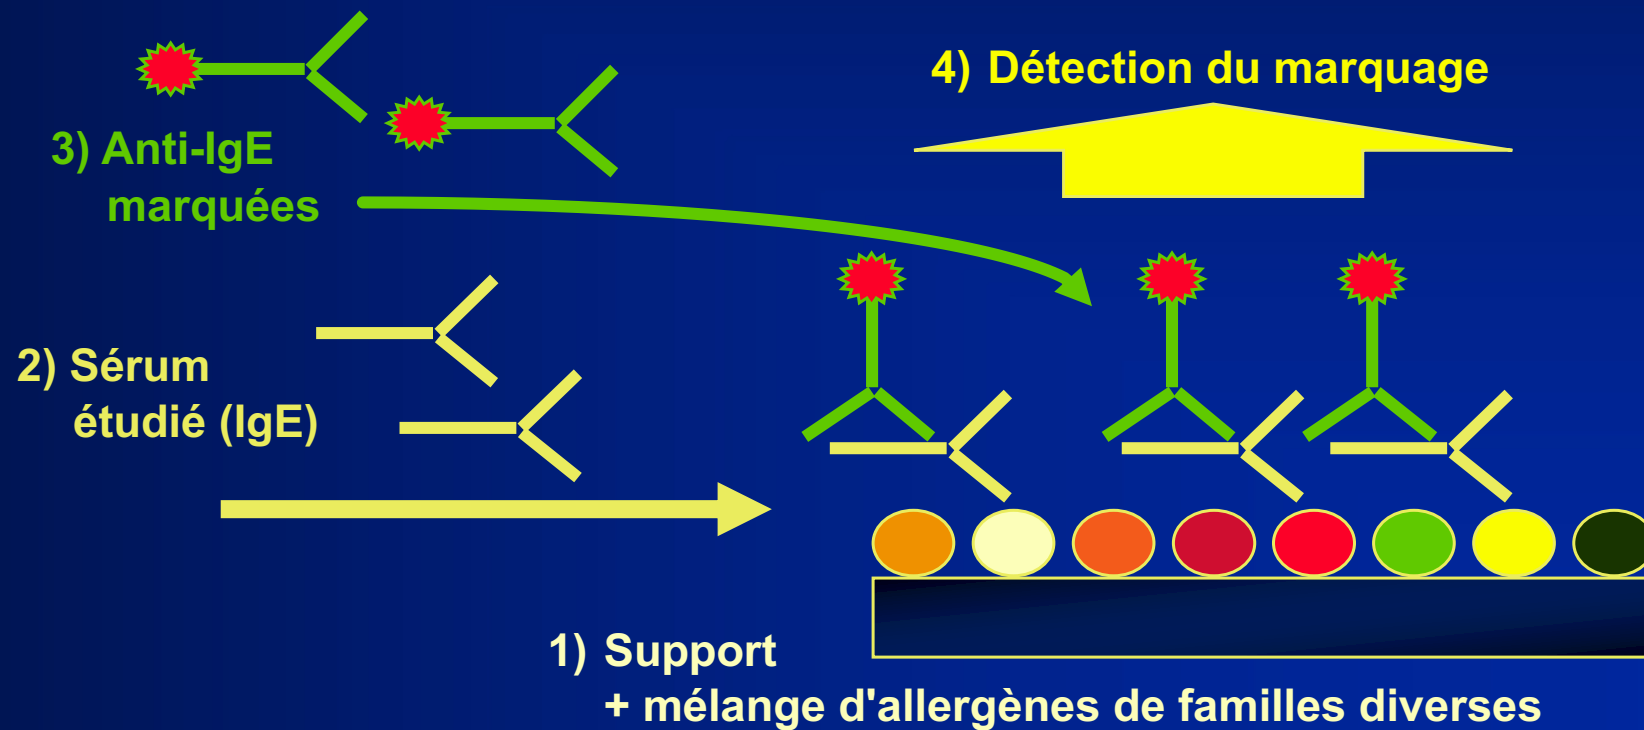 4) Détection du marquage
3) Anti-IgE
marquées
2) Sérum
étudié (IgE)
1) Support
+ mélange d'allergènes de familles diverses